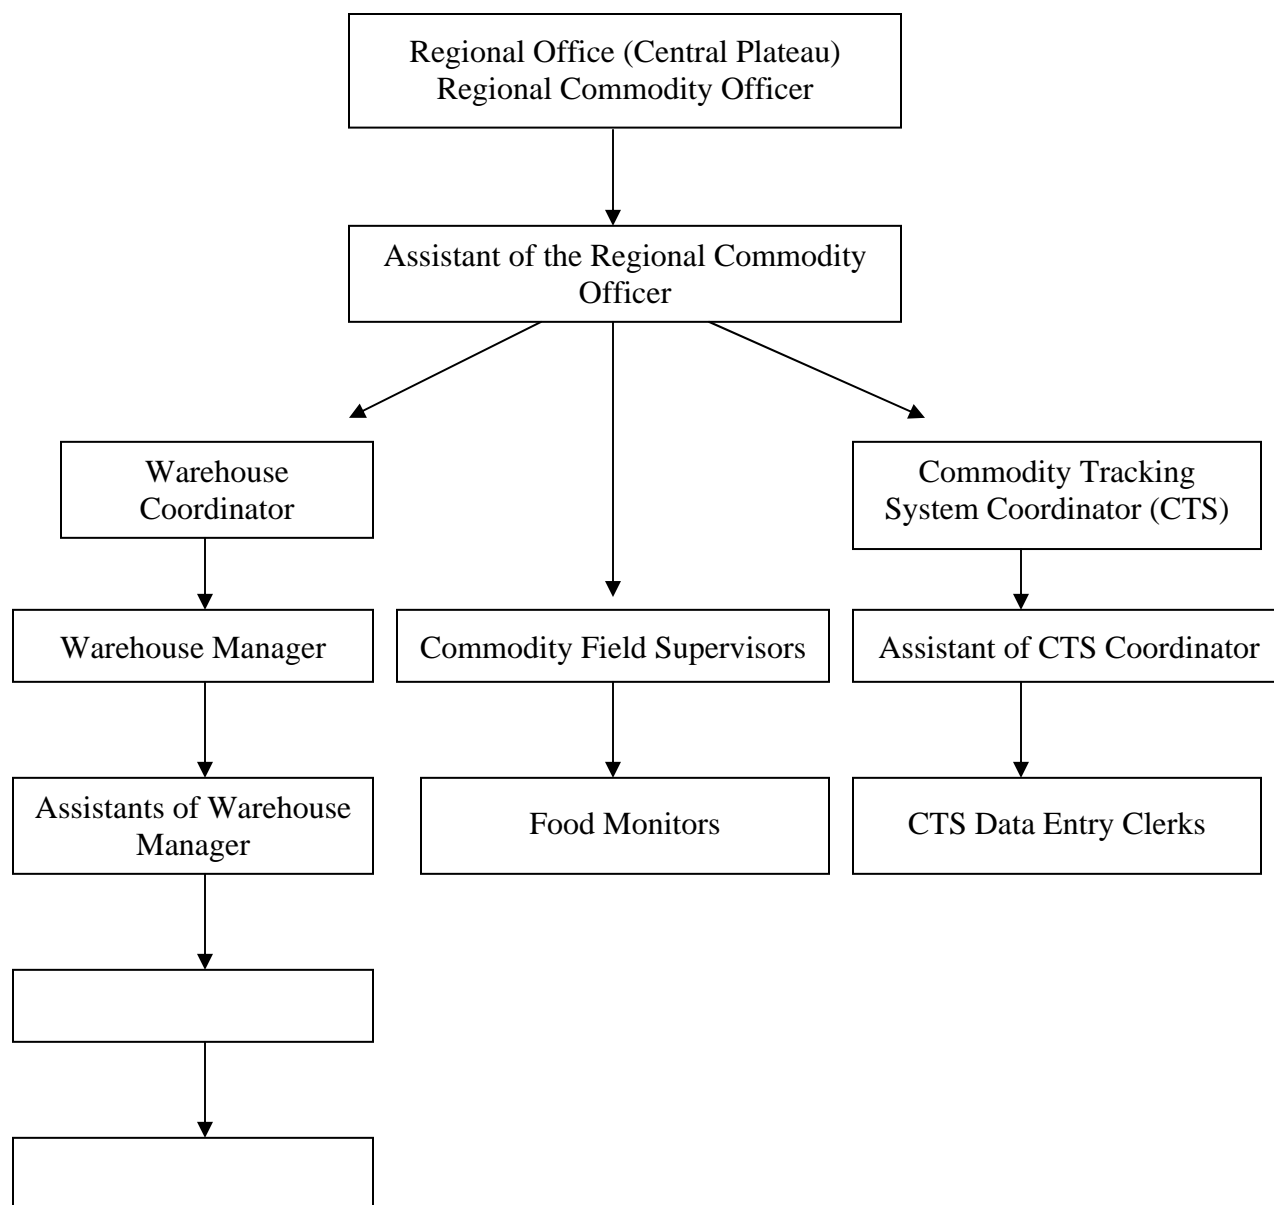 Regional Office (Central Plateau)
Regional Commodity Officer
Assistant of the Regional Commodity
Officer
Warehouse
Coordinator
Commodity Tracking
System Coordinator (CTS)
Warehouse Manager
Commodity Field Supervisors
Assistant of CTS Coordinator
Assistants of Warehouse
Manager
Food Monitors
CTS Data Entry Clerks